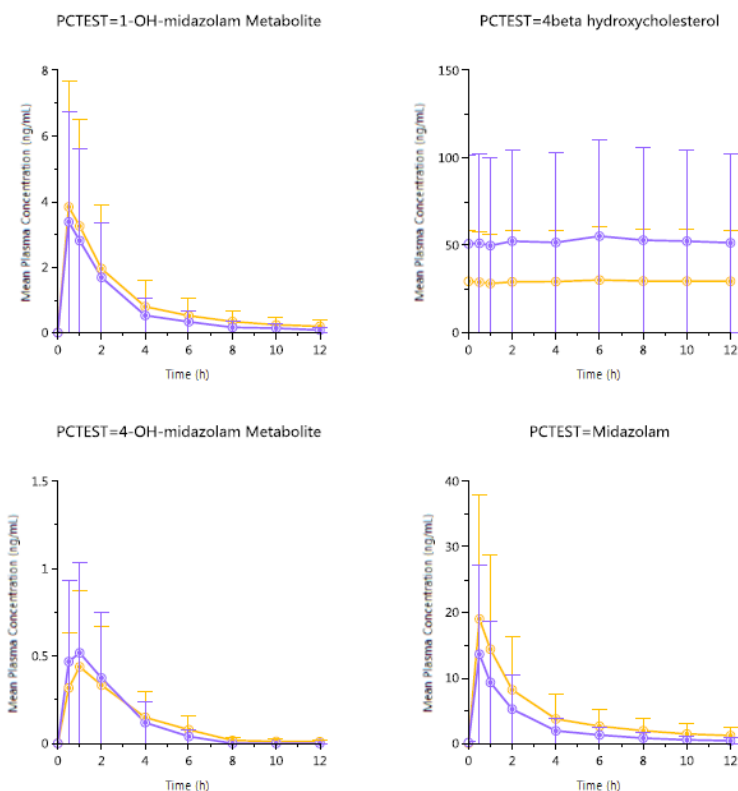 PCTEST=1-OH-midazolam Metabolite
Mean Plasma Concentration (ng/mL)
8
6
4
2
0
0 2 4 6 8 10 12
Time (h)
PCTEST=4beta hydroxycholesterol
Mean Plasma Concentration (ng/mL)
150
100
50
0
0 2 4 6 8 10 12
Time (h)
PCTEST=4-OH-midazolam Metabolite
Mean Plasma Concentration (ng/mL)
1.5
1
0.5
0
0 2 4 6 8 10 12
Time (h)
PCTEST=Midazolam
Mean Plasma Concentration (ng/mL)
40
30
20
10
0
0 2 4 6 8 10 12
Time (h)